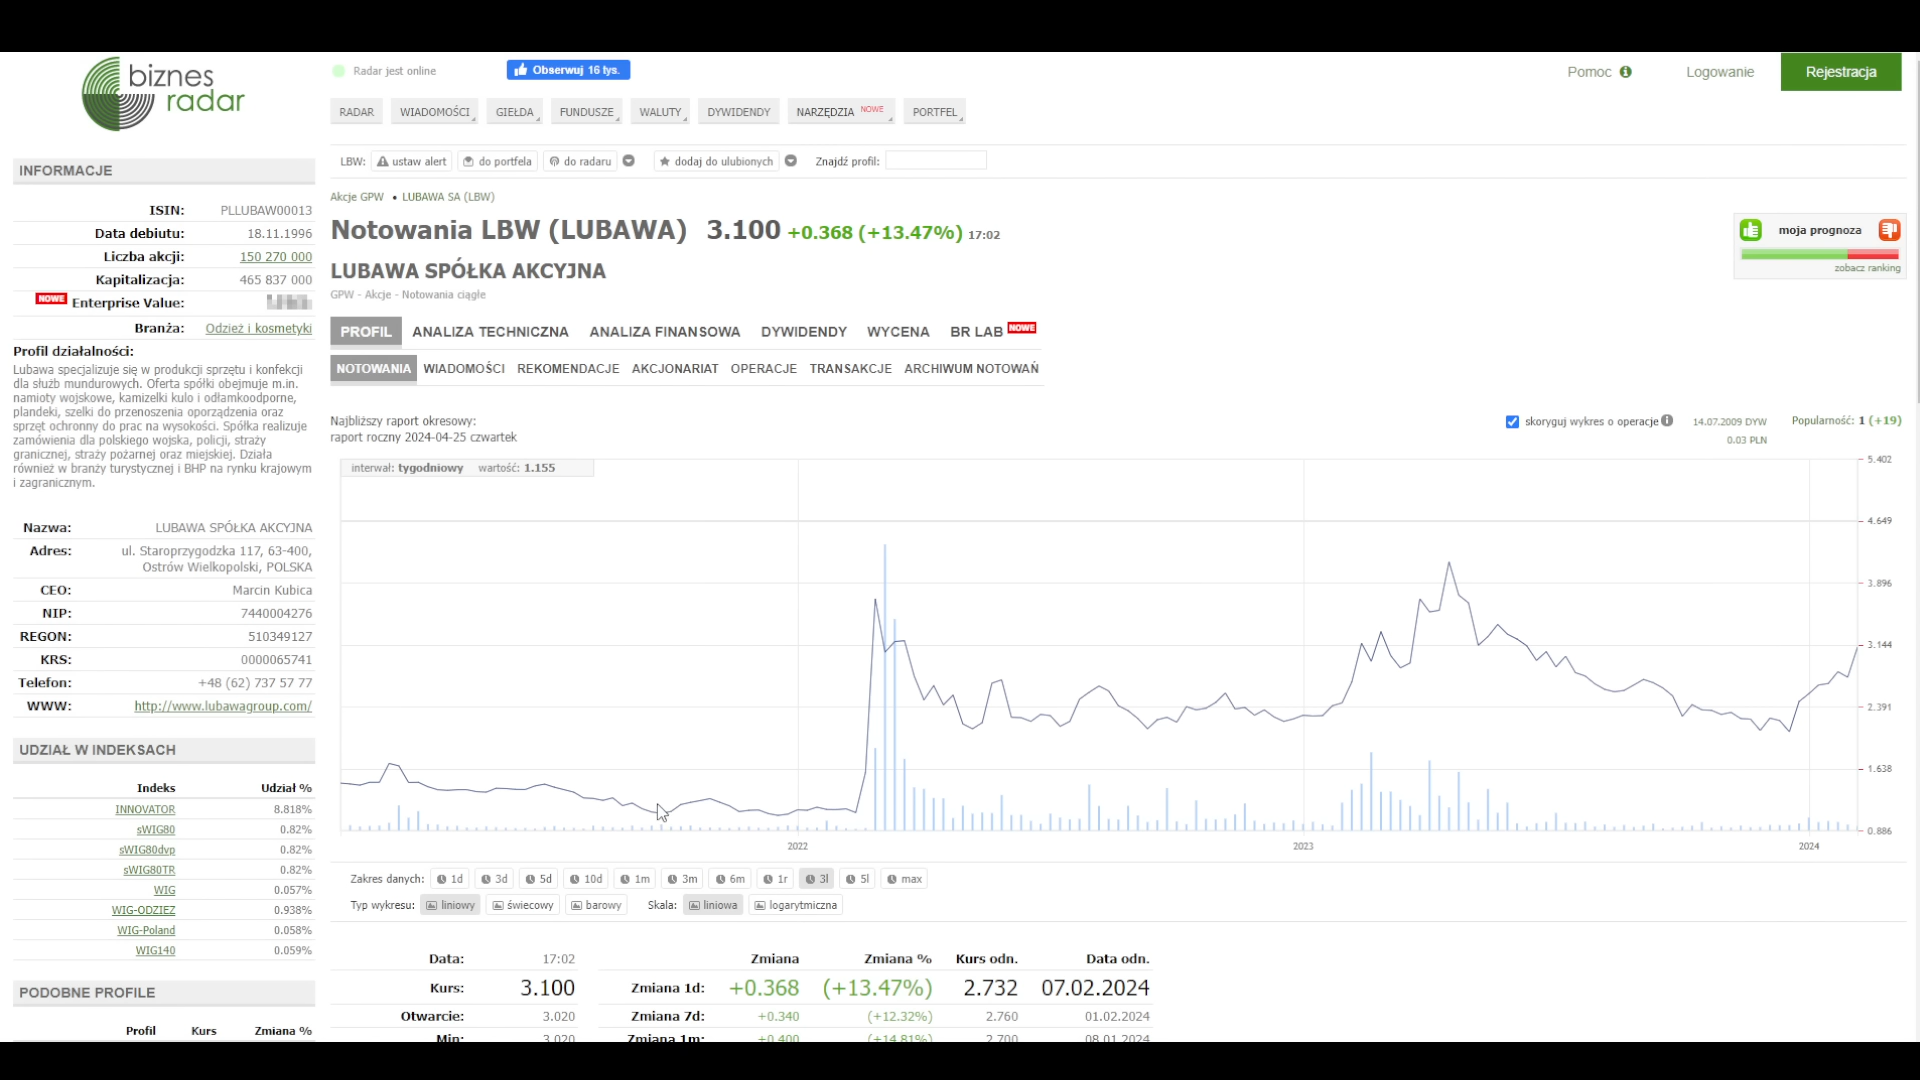 biznes
radar
Radar jest online
Obserwuj 16 tys.
Pomoc
Logowanie
Rejestracja
RADAR
WIADOMOŚCI
GIEŁDA
FUNDUSZE
WALUTY
DYWIDENDY
NARZĘDZIA NOWE
PORTFEL
LBW: ustaw alert do portfela do radaru dodaj do ulubionych Znajdź profil:
Akcje GPW • LUBAWA SA (LBW)
Notowania LBW (LUBAWA) 3.100 +0.368 (+13.47%) 17:02
LUBAWA SPÓŁKA AKCYJNA
GPW - Akcje - Notowania ciągłe
moja prognoza
zobacz ranking
PROFIL ANALIZA TECHNICZNA ANALIZA FINANSOWA DYWIDENDY WYCENA BR LAB NOWE
NOTOWANIA WIADOMOŚCI REKOMENDACJE AKCJONARIAT OPERACJE TRANSAKCJE ARCHIWUM NOTOWAŃ
INFORMACJE
ISIN: PLLUBAW00013
Data debiutu: 18.11.1996
Liczba akcji: 150 270 000
Kapitalizacja: 465 837 000
NOWE Enterprise Value:
Branża: Odzież i kosmetyki
Profil działalności:
Lubawa specjalizuje się w produkcji sprzętu i konfekcji
dla służb mundurowych. Oferta spółki obejmuje m.in.
namioty wojskowe, kamizelki kulo i odłamkoodporne,
plandeki, szelki do przenoszenia oporządzenia oraz
sprzęt ochronny do prac na wysokości. Spółka realizuje
zamówienia dla polskiego wojska, policji, straży
granicznej, straży pożarnej oraz miejskiej. Działa
również w branży turystycznej i BHP na rynku krajowym
i zagranicznym.
Nazwa: LUBAWA SPÓŁKA AKCYJNA
Adres: ul. Staroprzygodzka 117, 63-400,
Ostrów Wielkopolski, POLSKA
CEO: Marcin Kubica
NIP: 7440004276
REGON: 510349127
KRS: 0000065741
Telefon: +48 (62) 737 57 77
WWW: http://www.lubawagroup.com/
UDZIAŁ W INDEKSACH
Indeks Udział %
INNOVATOR 8.818%
sWIG80 0.82%
sWIG80dvp 0.82%
sWIG80TR 0.82%
WIG 0.057%
WIG-ODZIEZ 0.938%
WIG-Poland 0.058%
WIG140 0.059%
PODOBNE PROFILE
Profil Kurs Zmiana %
Najbliższy raport okresowy:
raport roczny 2024-04-25 czwartek
skoryguj wykres o operacje 14.07.2009 DYW
0.03 PLN
Popularność: 1 (+19)
interwał: tygodniowy wartość: 1.155
5.402
4.649
3.896
3.144
2.391
1.638
0.886
2022 2023 2024
Zakres danych: 1d 3d 5d 10d 1m 3m 6m 1r 3l 5l max
Typ wykresu: liniowy świecowy barowy Skala: liniowa logarytmiczna
Data: 17:02
Kurs: 3.100
Otwarcie: 3.020
Min: 3.020
Zmiana Zmiana % Kurs odn. Data odn.
Zmiana 1d: +0.368 (+13.47%) 2.732 07.02.2024
Zmiana 7d: +0.340 (+12.32%) 2.760 01.02.2024
Zmiana 1m: +0.400 (+14.81%) 2.700 08.01.2024